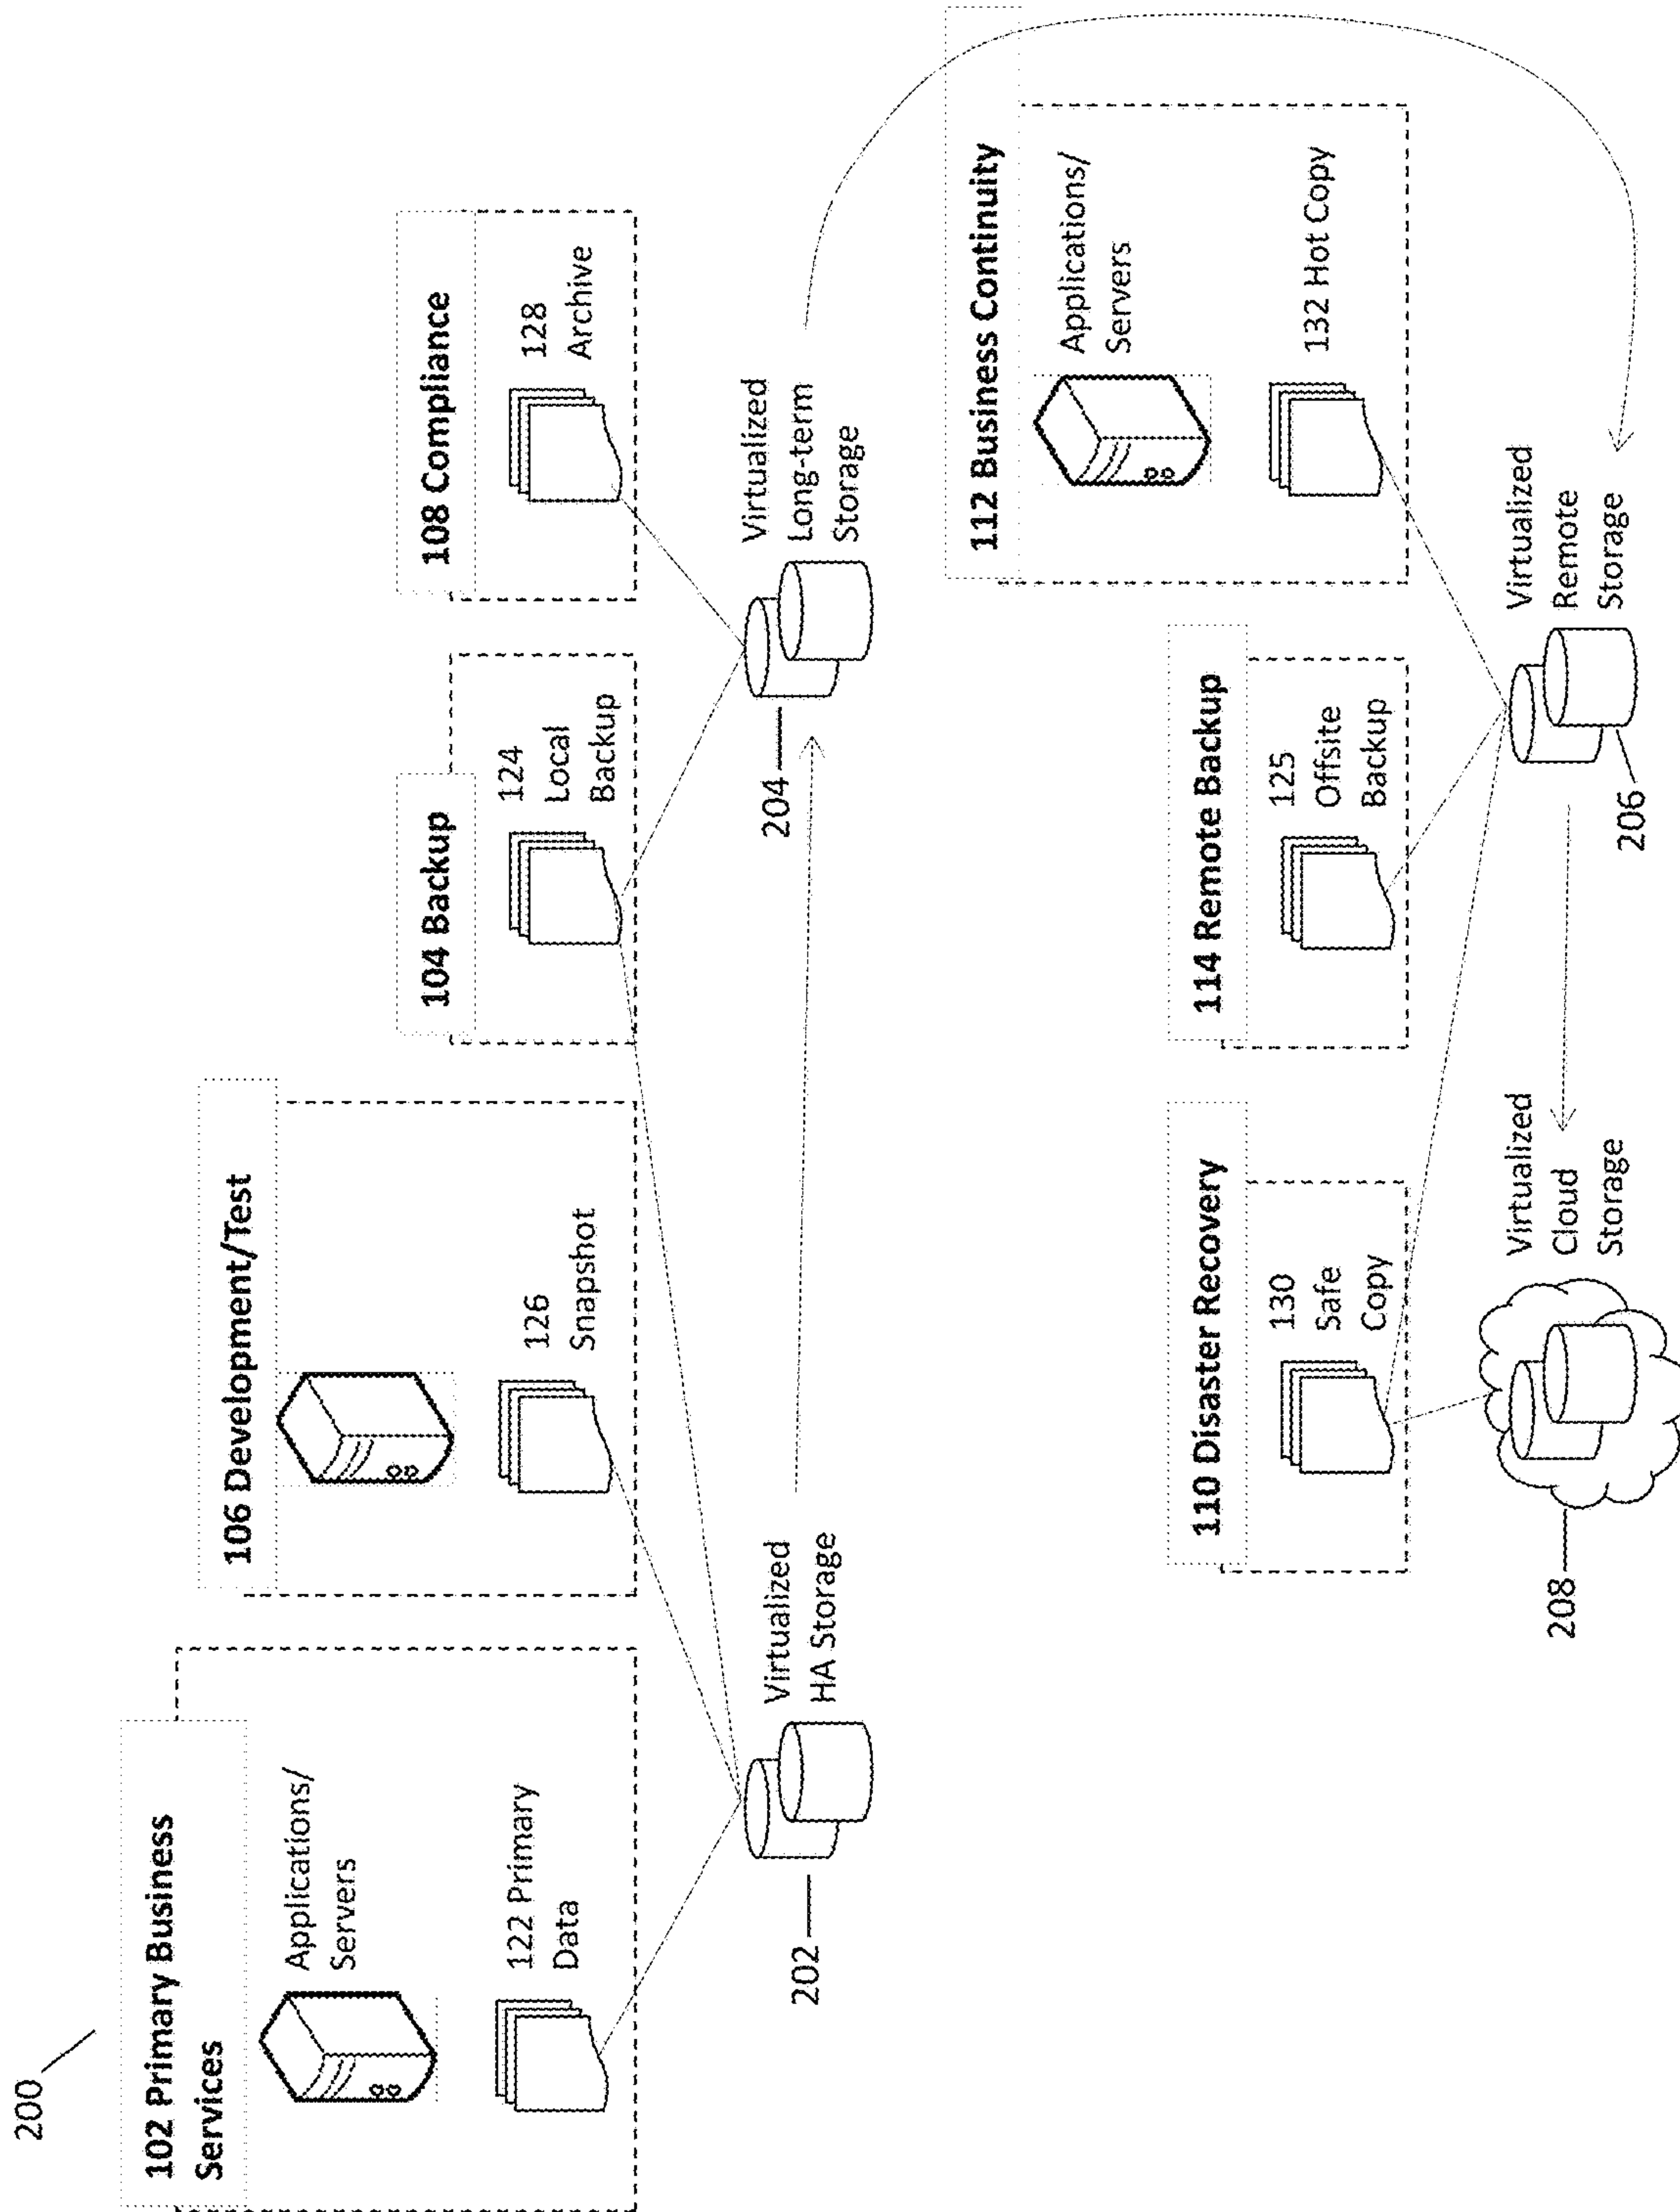 200
102 Primary Business
Services
Applications/
Servers
122 Primary
Data
106 Development/Test
126
Snapshot
104 Backup
124
Local
Backup
108 Compliance
128
Archive
202
Virtualized
HA Storage
204
Virtualized
Long-term
Storage
110 Disaster Recovery
130
Safe
Copy
114 Remote Backup
125
Offsite
Backup
112 Business Continuity
Applications/
Servers
132 Hot Copy
208
Virtualized
Cloud
Storage
206
Virtualized
Remote
Storage